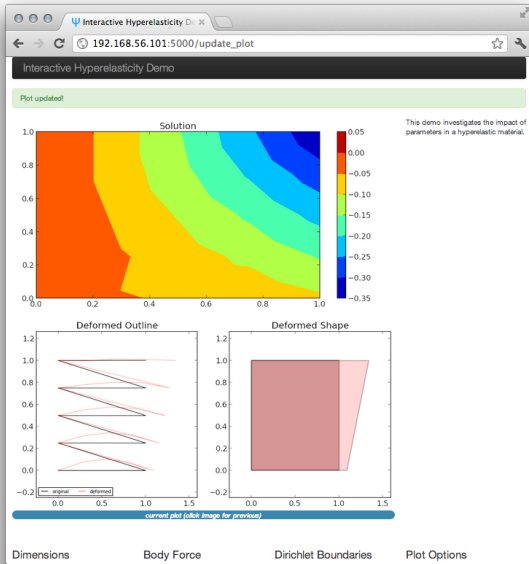 Interactive Hyperelasticity De
192.168.56.101:5000/update_plot
Interactive Hyperelasticity Demo
Plot updated!
This demo investigates the impact of
parameters in a hyperelastic material.
Solution
1.0
0.8
0.6
0.4
0.2
0.0
0.0 0.2 0.4 0.6 0.8 1.0
0.05
0.00
−0.05
−0.10
−0.15
−0.20
−0.25
−0.30
−0.35
Deformed Outline
1.2
1.0
0.8
0.6
0.4
0.2
0.0
−0.2
0.0 0.5 1.0 1.5
original deformed
Deformed Shape
1.2
1.0
0.8
0.6
0.4
0.2
0.0
−0.2
0.0 0.5 1.0 1.5
current plot (click image for previous)
Dimensions Body Force Dirichlet Boundaries Plot Options